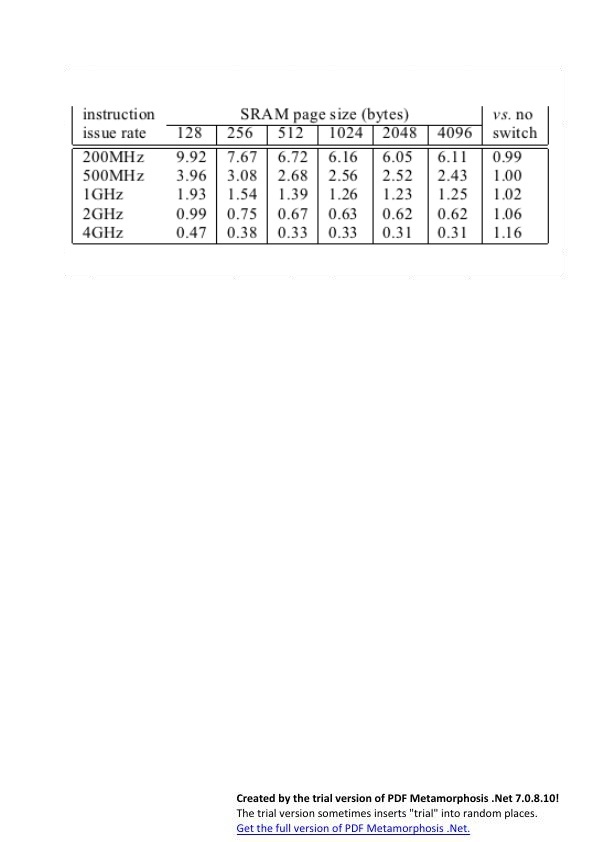 instruction SRAM page size (bytes) vs. no
issue rate 128 256 512 1024 2048 4096 switch
200MHz 9.92 7.67 6.72 6.16 6.05 6.11 0.99
500MHz 3.96 3.08 2.68 2.56 2.52 2.43 1.00
1GHz 1.93 1.54 1.39 1.26 1.23 1.25 1.02
2GHz 0.99 0.75 0.67 0.63 0.62 0.62 1.06
4GHz 0.47 0.38 0.33 0.33 0.31 0.31 1.16
Created by the trial version of PDF Metamorphosis .Net 7.0.8.10!
The trial version sometimes inserts "trial" into random places.
Get the full version of PDF Metamorphosis .Net.